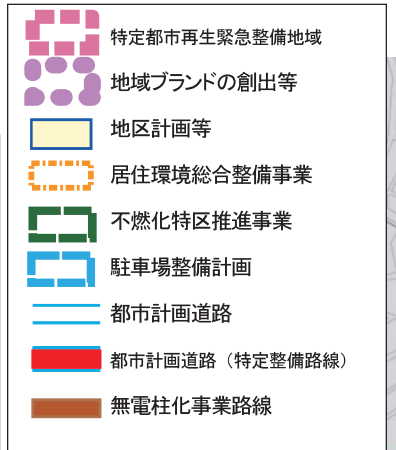 特定都市再生緊急整備地域
地域ブランドの創出等
地区計画等
居住環境総合整備事業
不燃化特区推進事業
駐車場整備計画
都市計画道路
都市計画道路（特定整備路線）
無電柱化事業路線